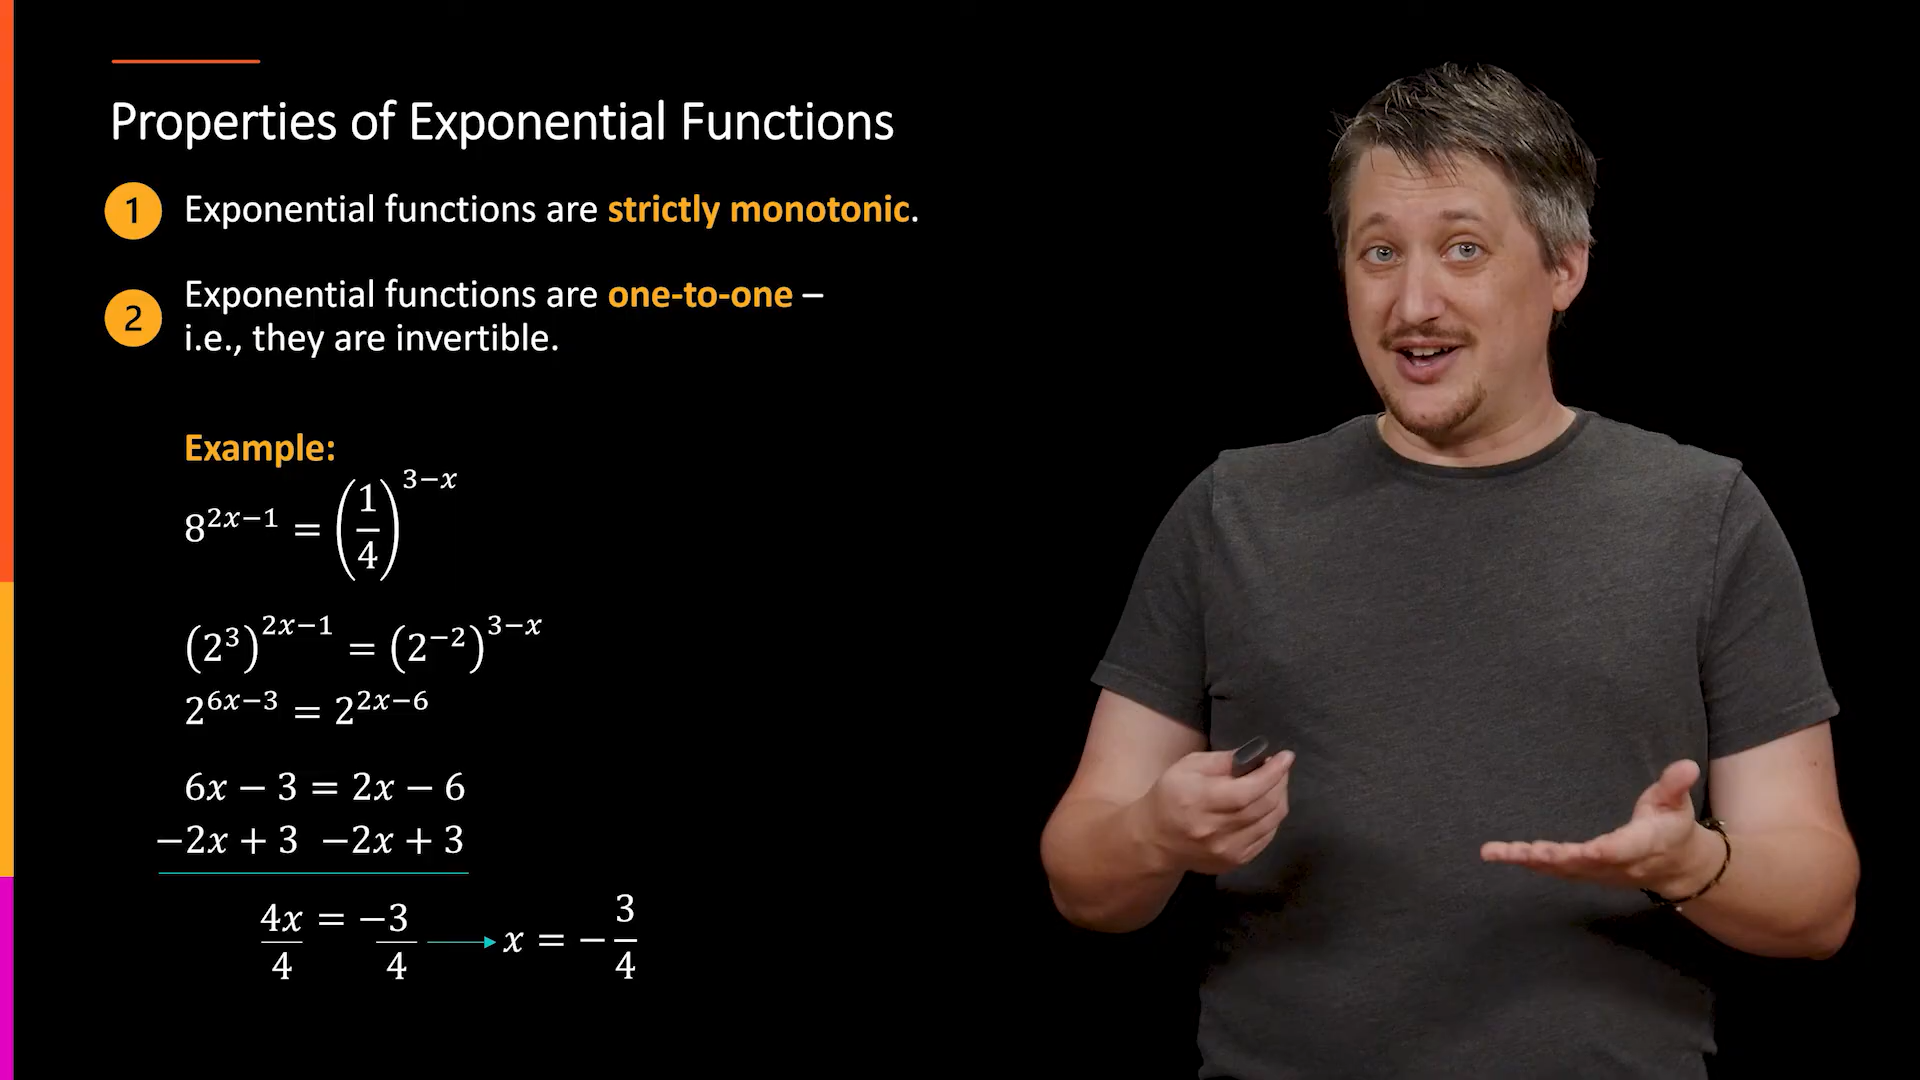 Properties of Exponential Functions
1 Exponential functions are strictly monotonic.
2 Exponential functions are one-to-one –
i.e., they are invertible.
Example:
8^{2x−1} = (1/4)^{3−x}
(2^3)^{2x−1} = (2^{−2})^{3−x}
2^{6x−3} = 2^{2x−6}
6x − 3 = 2x − 6
−2x + 3 −2x + 3
4x/4 = −3/4 → x = −3/4